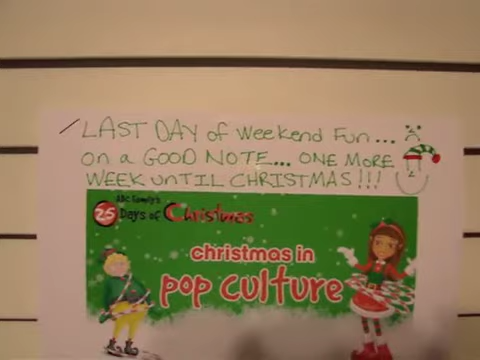 LAST DAY of weekend Fun...
on a GOOD NOTE... ONE MORE
WEEK unTIL CHRISTMAS!!!
ABC Family's
25 Days of Christmas
christmas in
pop culture